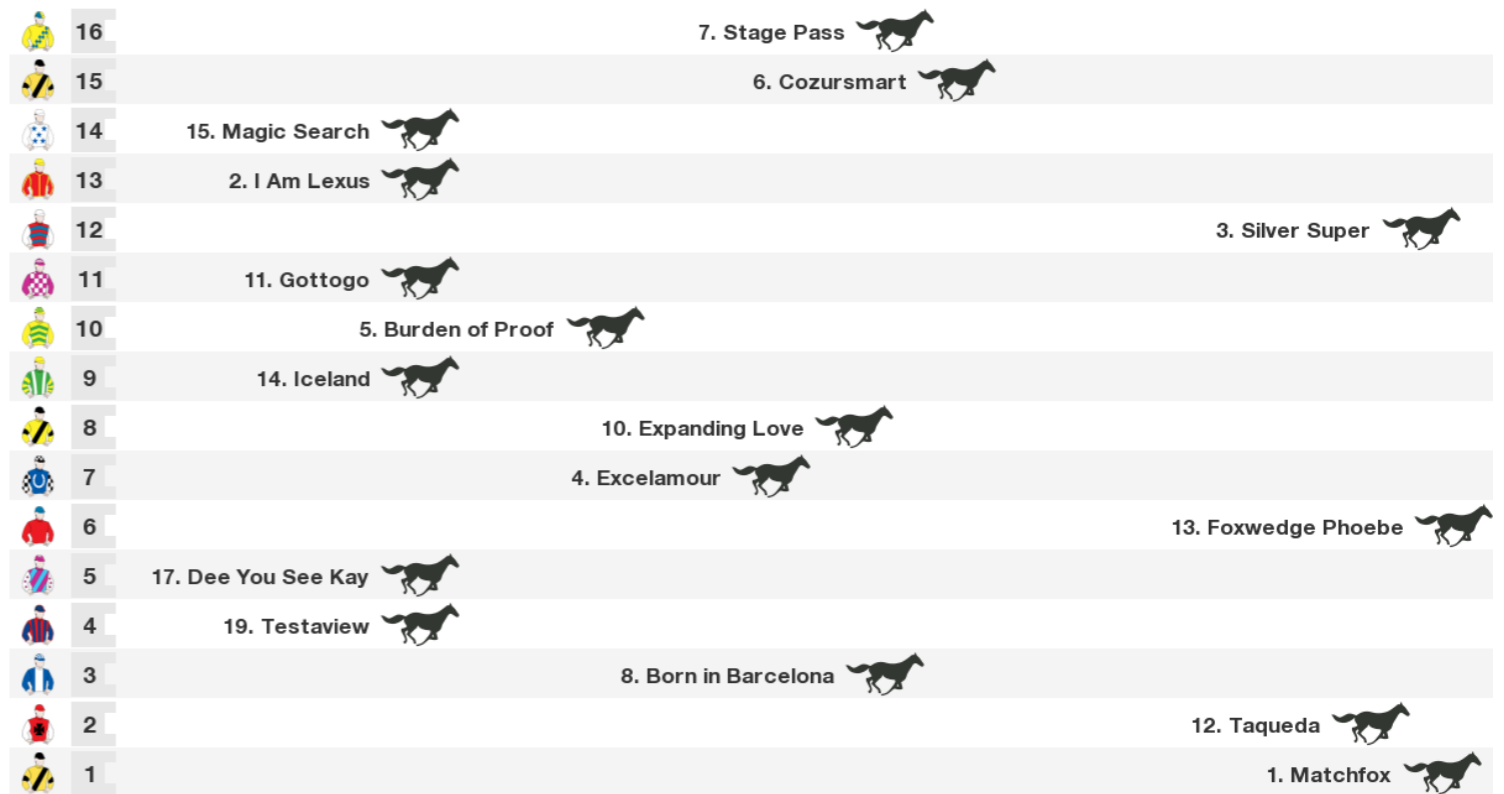 16 7. Stage Pass
15 6. Cozursmart
14 15. Magic Search
13 2. I Am Lexus
12 3. Silver Super
11 11. Gottogo
10 5. Burden of Proof
9 14. Iceland
8 10. Expanding Love
7 4. Excelamour
6 13. Foxwedge Phoebe
5 17. Dee You See Kay
4 19. Testaview
3 8. Born in Barcelona
2 12. Taqueda
1 1. Matchfox